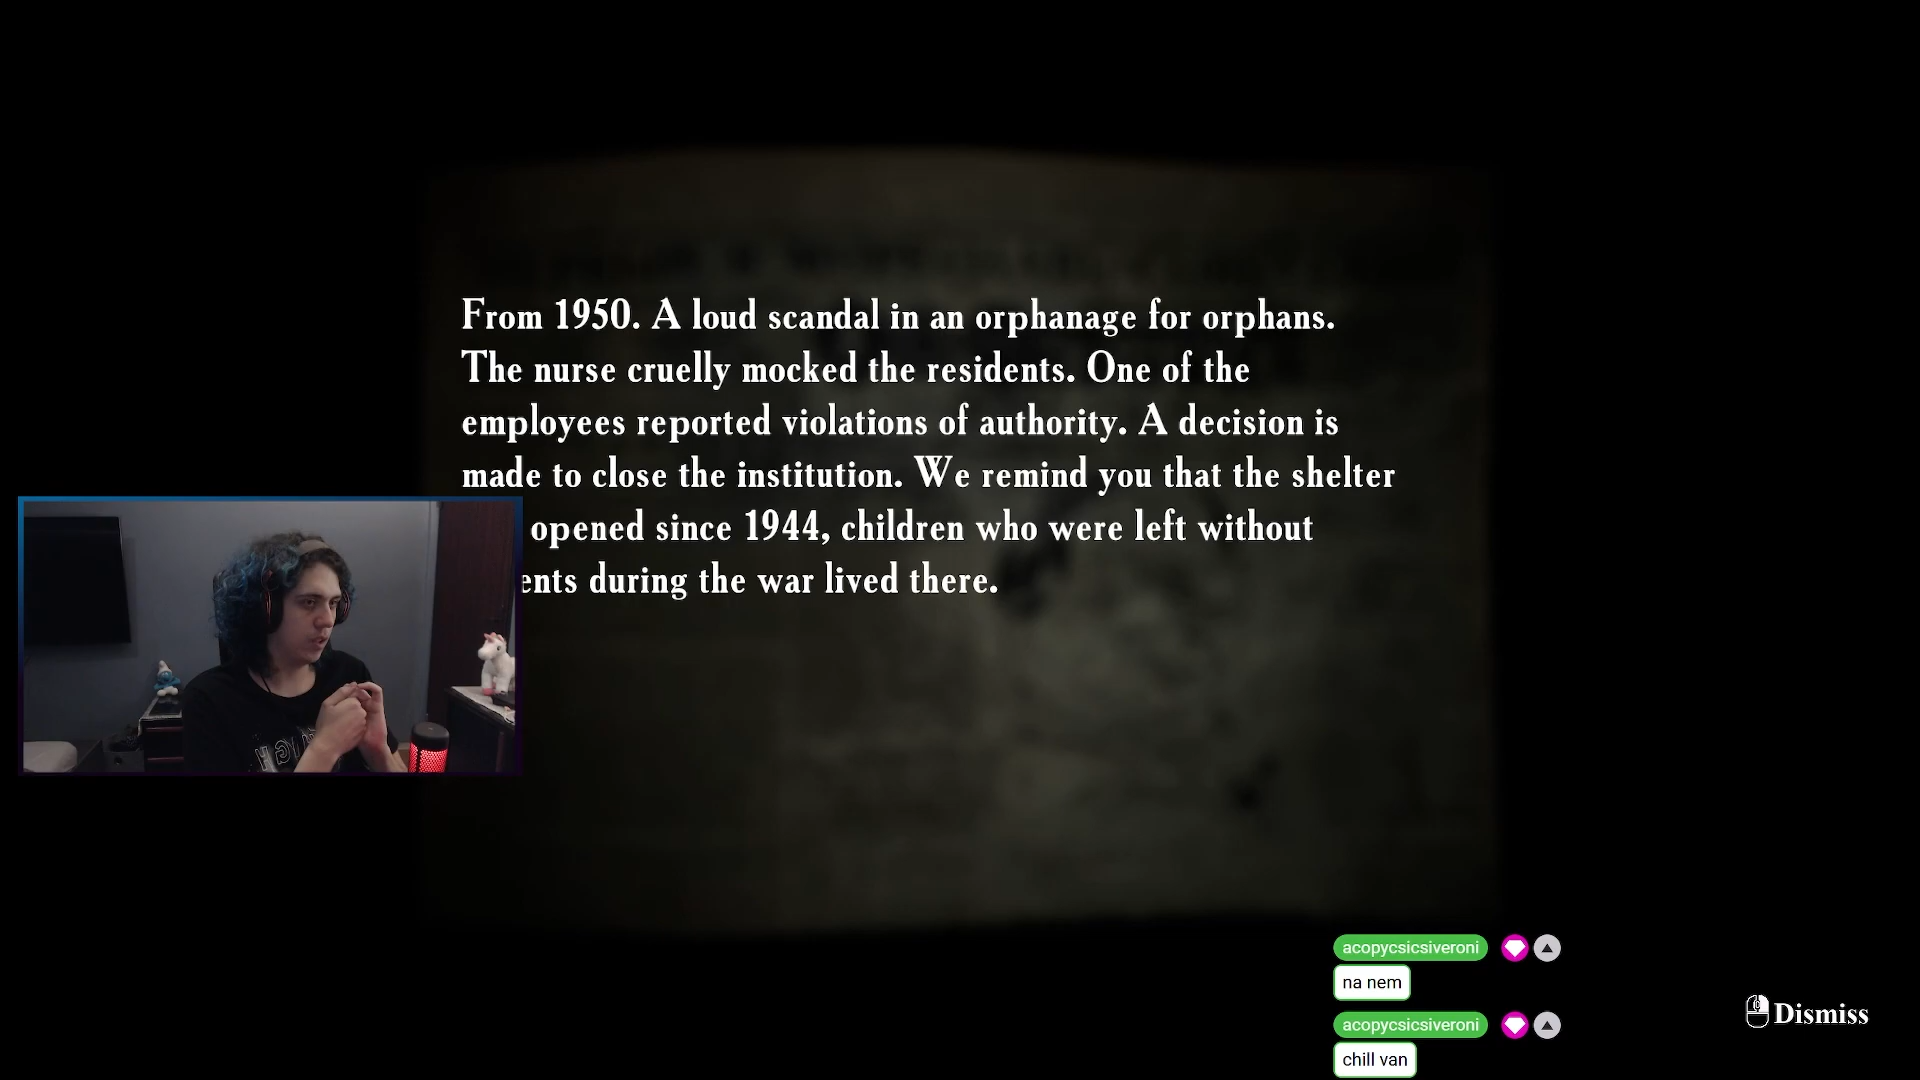 From 1950. A loud scandal in an orphanage for orphans.
The nurse cruelly mocked the residents. One of the
employees reported violations of authority. A decision is
made to close the institution. We remind you that the shelter
opened since 1944, children who were left without
during the war lived there.
acopycsicsiveroni
na nem
acopycsicsiveroni
chill van
Dismiss